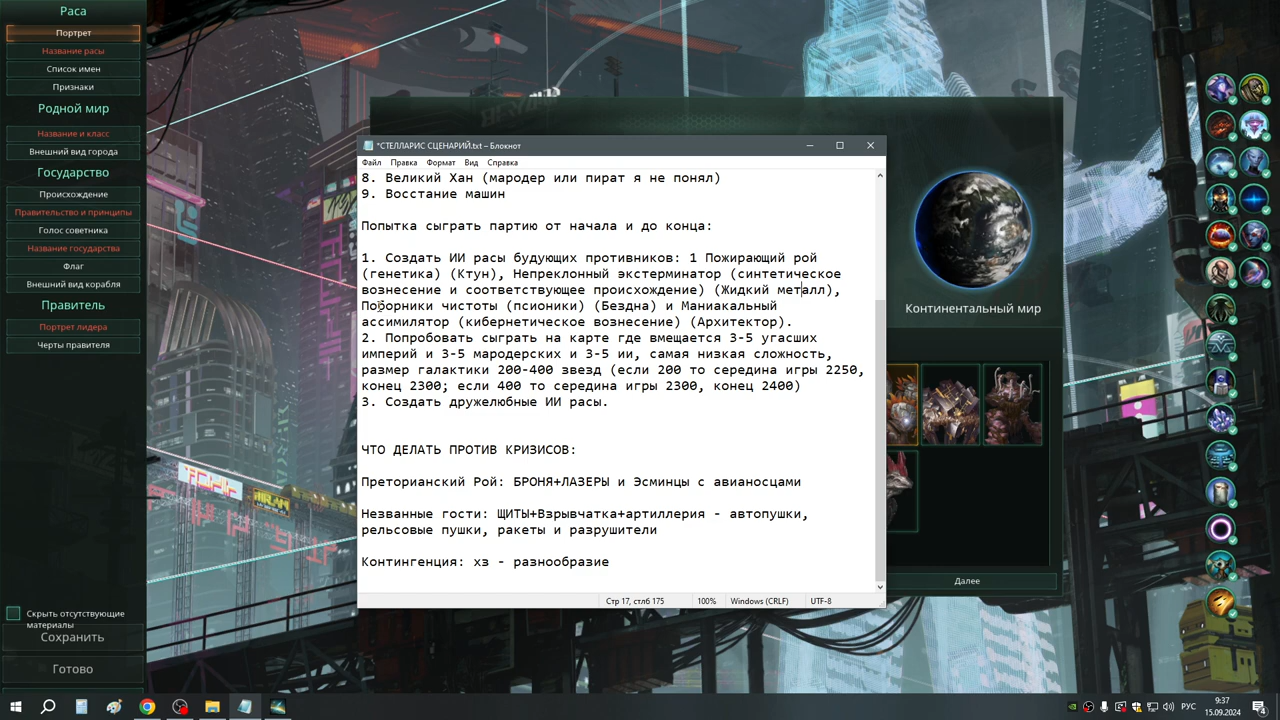 Раса
Портрет
Название расы
Список имен
Признаки
Родной мир
Название и класс
Внешний вид города
Государство
Происхождение
Правительство и принципы
Голос советника
Название государства
Флаг
Внешний вид корабля
Правитель
Портрет лидера
Черты правителя
Скрыть отсутствующие
материалы
Сохранить
Готово
*СТЕЛЛАРИС СЦЕНАРИЙ.txt – Блокнот
Файл Правка Формат Вид Справка
8. Великий Хан (мародер или пират я не понял)
9. Восстание машин
Попытка сыграть партию от начала и до конца:
1. Создать ИИ расы будующих противников: 1 Пожирающий рой
(генетика) (Ктун), Непреклонный экстерминатор (синтетическое
вознесение и соответствующее происхождение) (Жидкий металл),
Поборники чистоты (псионики) (Бездна) и Маниакальный
ассимилятор (кибернетическое вознесение) (Архитектор).
2. Попробовать сыграть на карте где вмещается 3-5 угасших
империй и 3-5 мародерских и 3-5 ии, самая низкая сложность,
размер галактики 200-400 звезд (если 200 то середина игры 2250,
конец 2300; если 400 то середина игры 2300, конец 2400)
3. Создать дружелюбные ИИ расы.
ЧТО ДЕЛАТЬ ПРОТИВ КРИЗИСОВ:
Преторианский Рой: БРОНЯ+ЛАЗЕРЫ и Эсминцы с авианосцами
Незванные гости: ЩИТЫ+Взрывчатка+артиллерия - автопушки,
рельсовые пушки, ракеты и разрушители
Контингенция: хз - разнообразие
Стр 17, стлб 175 100% Windows (CRLF) UTF-8
Континентальный мир
Далее
РУС
9:37
15.09.2024
4